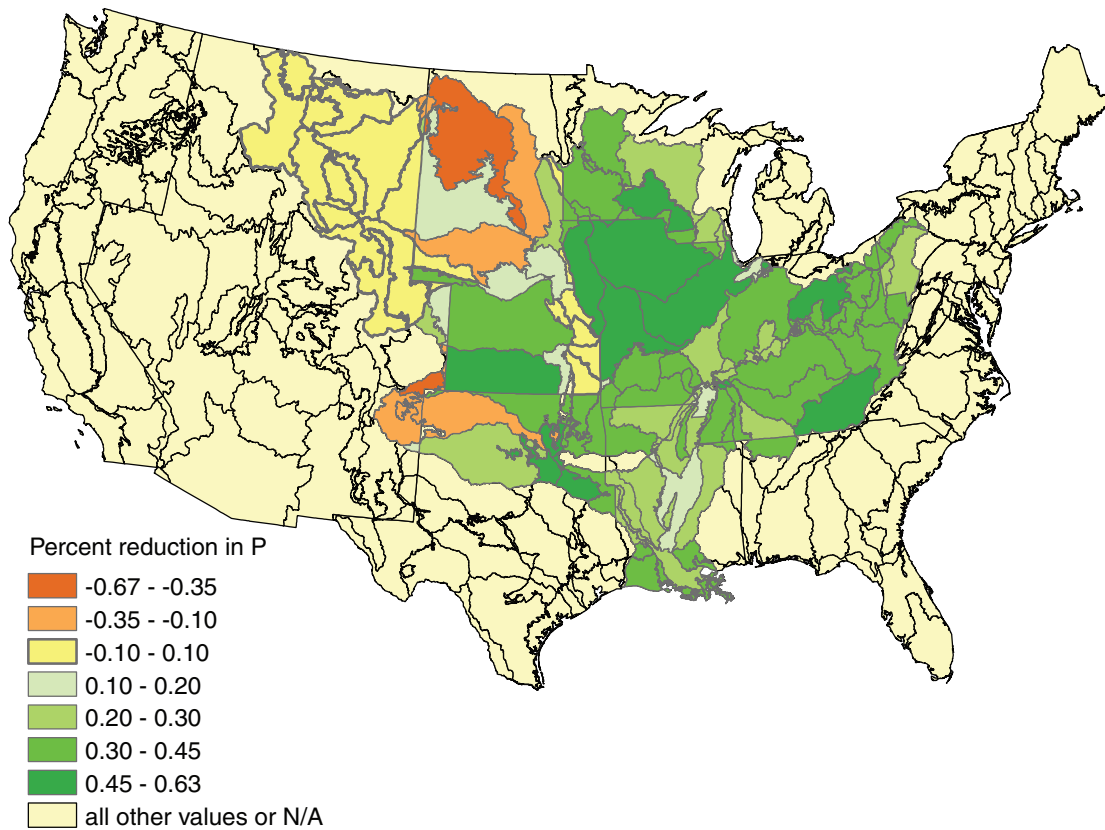 Percent reduction in P
-0.67 - -0.35
-0.35 - -0.10
-0.10 - 0.10
0.10 - 0.20
0.20 - 0.30
0.30 - 0.45
0.45 - 0.63
all other values or N/A